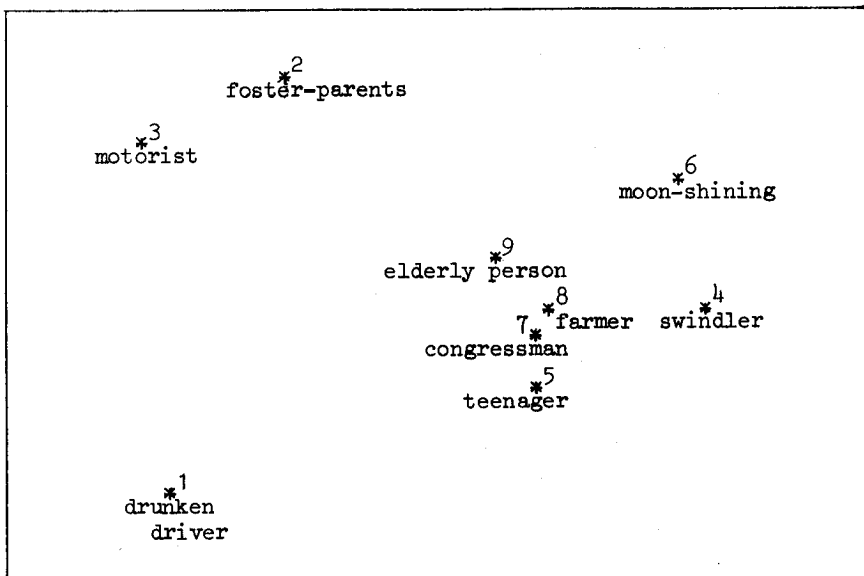 *2
foster-parents
*3
motorist
*6
moon-shining
*9
elderly person
*8
farmer
*4
swindler
7*
congressman
*5
teenager
*1
drunken
driver